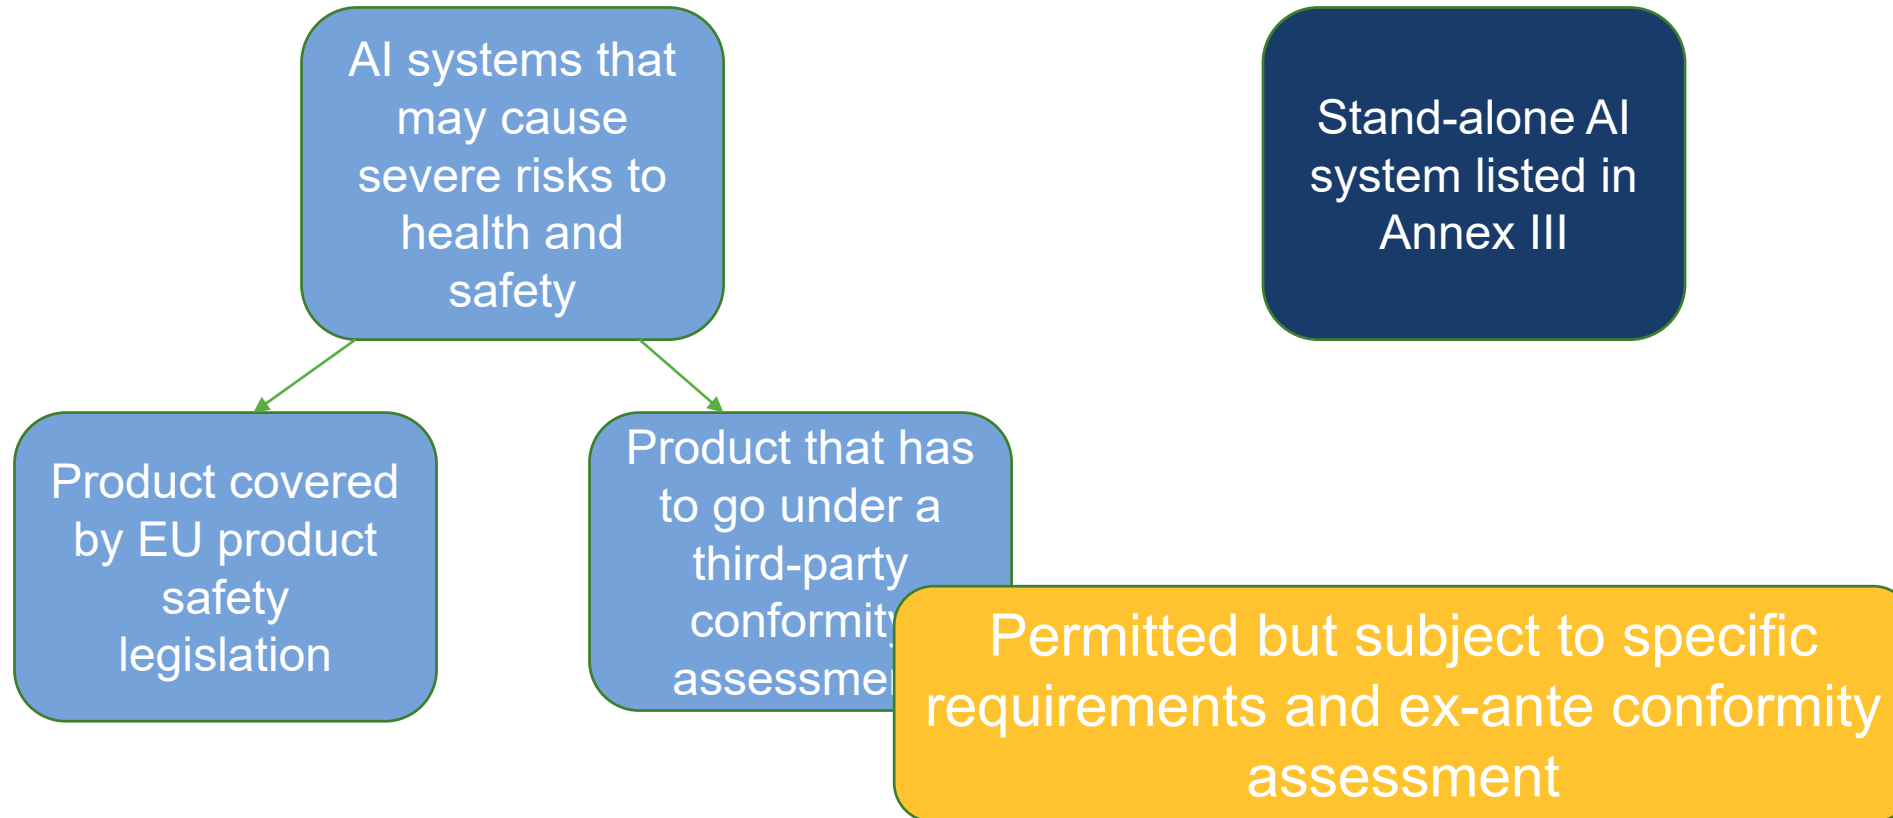 AI systems that
may cause
severe risks to
health and
safety
Stand-alone AI
system listed in
Annex III
Product covered
by EU product
safety
legislation
Product that has
to go under a
third-party
conformity
Permitted but subject to specific
requirements and ex-ante conformity
assessment